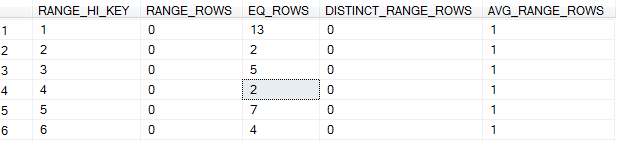 RANGE_HI_KEY RANGE_ROWS EQ_ROWS DISTINCT_RANGE_ROWS AVG_RANGE_ROWS
1 1 0 13 0 1
2 2 0 2 0 1
3 3 0 5 0 1
4 4 0 2 0 1
5 5 0 7 0 1
6 6 0 4 0 1